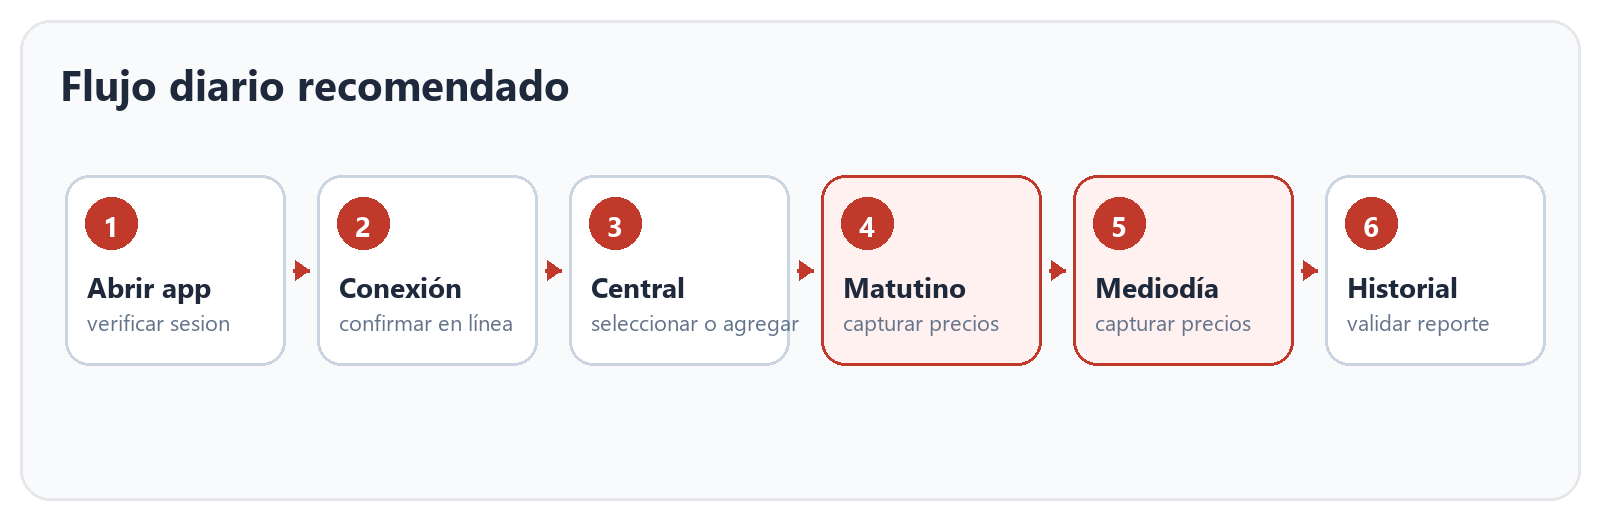 Flujo diario recomendado
1
Abrir app
verificar sesion
2
Conexión
confirmar en línea
3
Central
seleccionar o agregar
4
Matutino
capturar precios
5
Mediodía
capturar precios
6
Historial
validar reporte